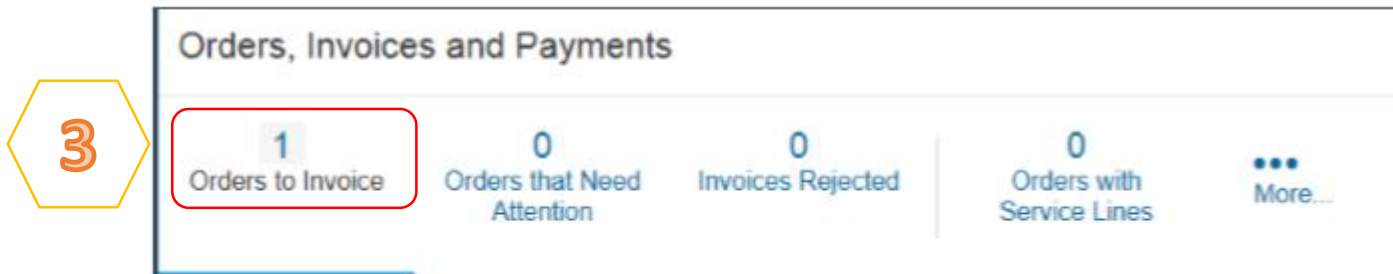 Orders, Invoices and Payments
3
1
Orders to Invoice
0
Orders that Need
Attention
0
Invoices Rejected
0
Orders with
Service Lines
•••
More...